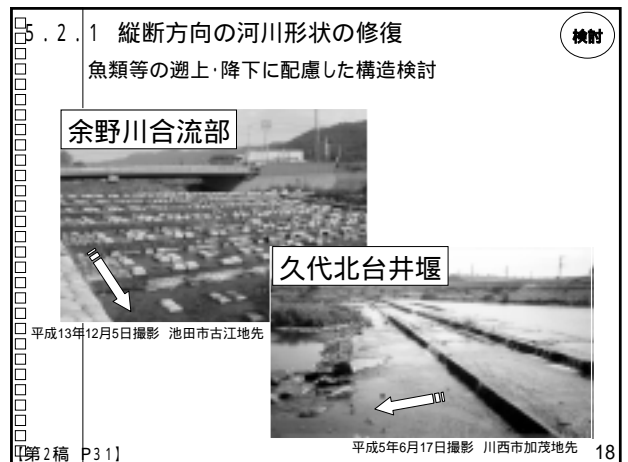 5.2.1 縦断方向の河川形状の修復
検討
魚類等の遡上・降下に配慮した構造検討
余野川合流部
久代北台井堰
平成13年12月5日撮影 池田市古江地先
平成5年6月17日撮影 川西市加茂地先
【第2稿 P31】
18